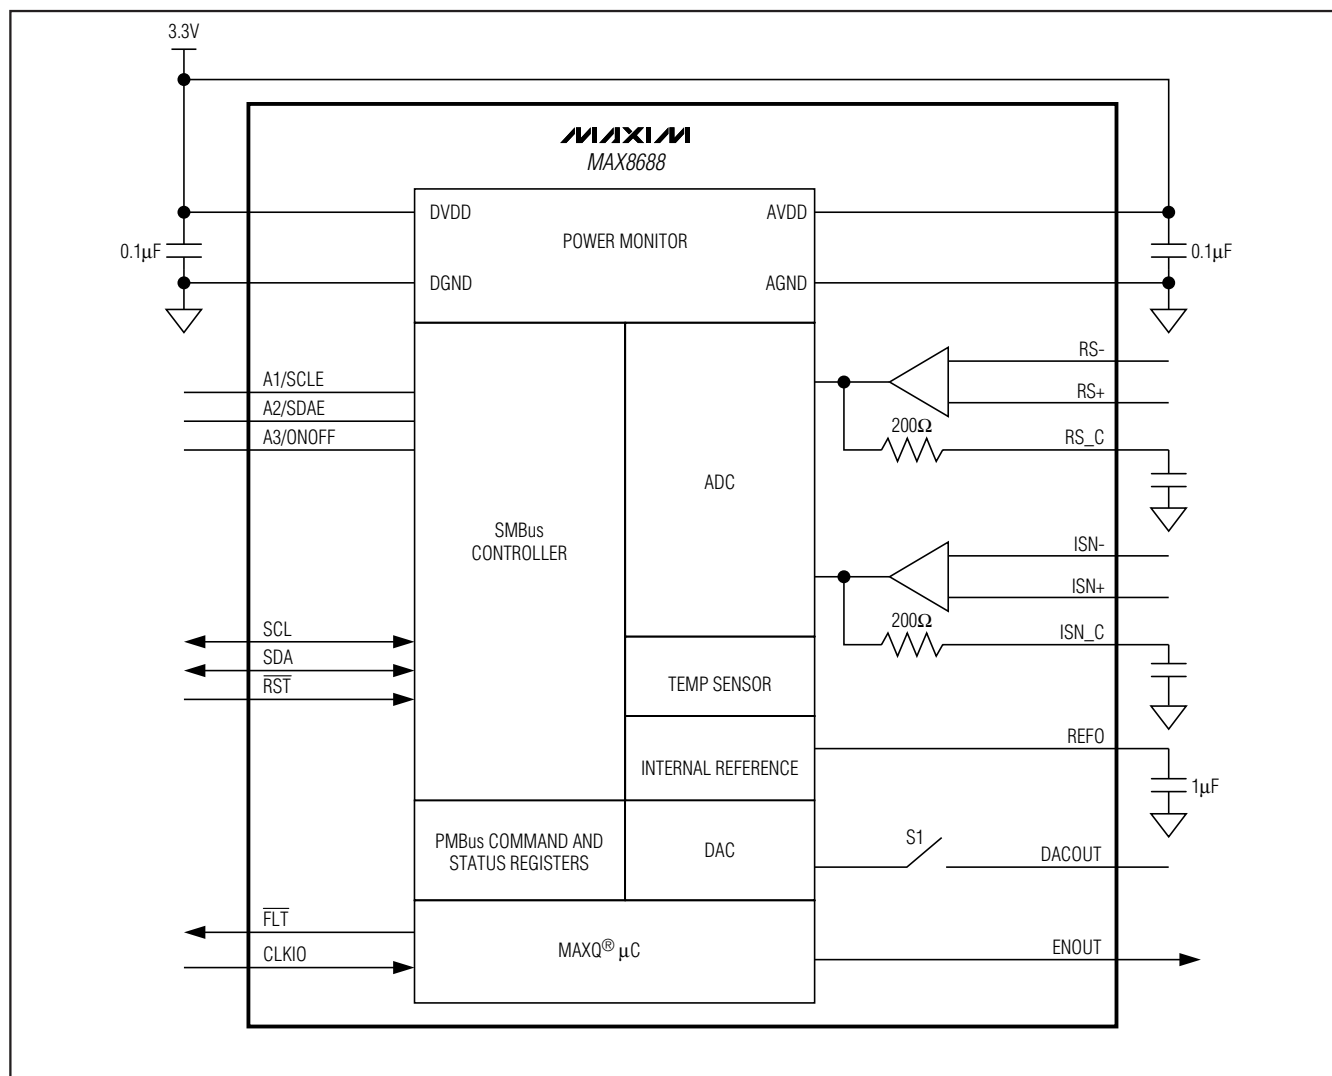 3.3V
MAXIM
MAX8688
DVDD
AVDD
POWER MONITOR
0.1µF
0.1µF
DGND
AGND
RS-
A1/SCLE
RS+
A2/SDAE
200Ω
A3/ONOFF
RS_C
ADC
SMBus
CONTROLLER
ISN-
ISN+
200Ω
SCL
ISN_C
SDA
R̅S̅T̅
TEMP SENSOR
REFO
INTERNAL REFERENCE
1µF
PMBus COMMAND AND
STATUS REGISTERS
DAC
S1
DACOUT
F̅L̅T̅
CLKIO
MAXQ® µC
ENOUT